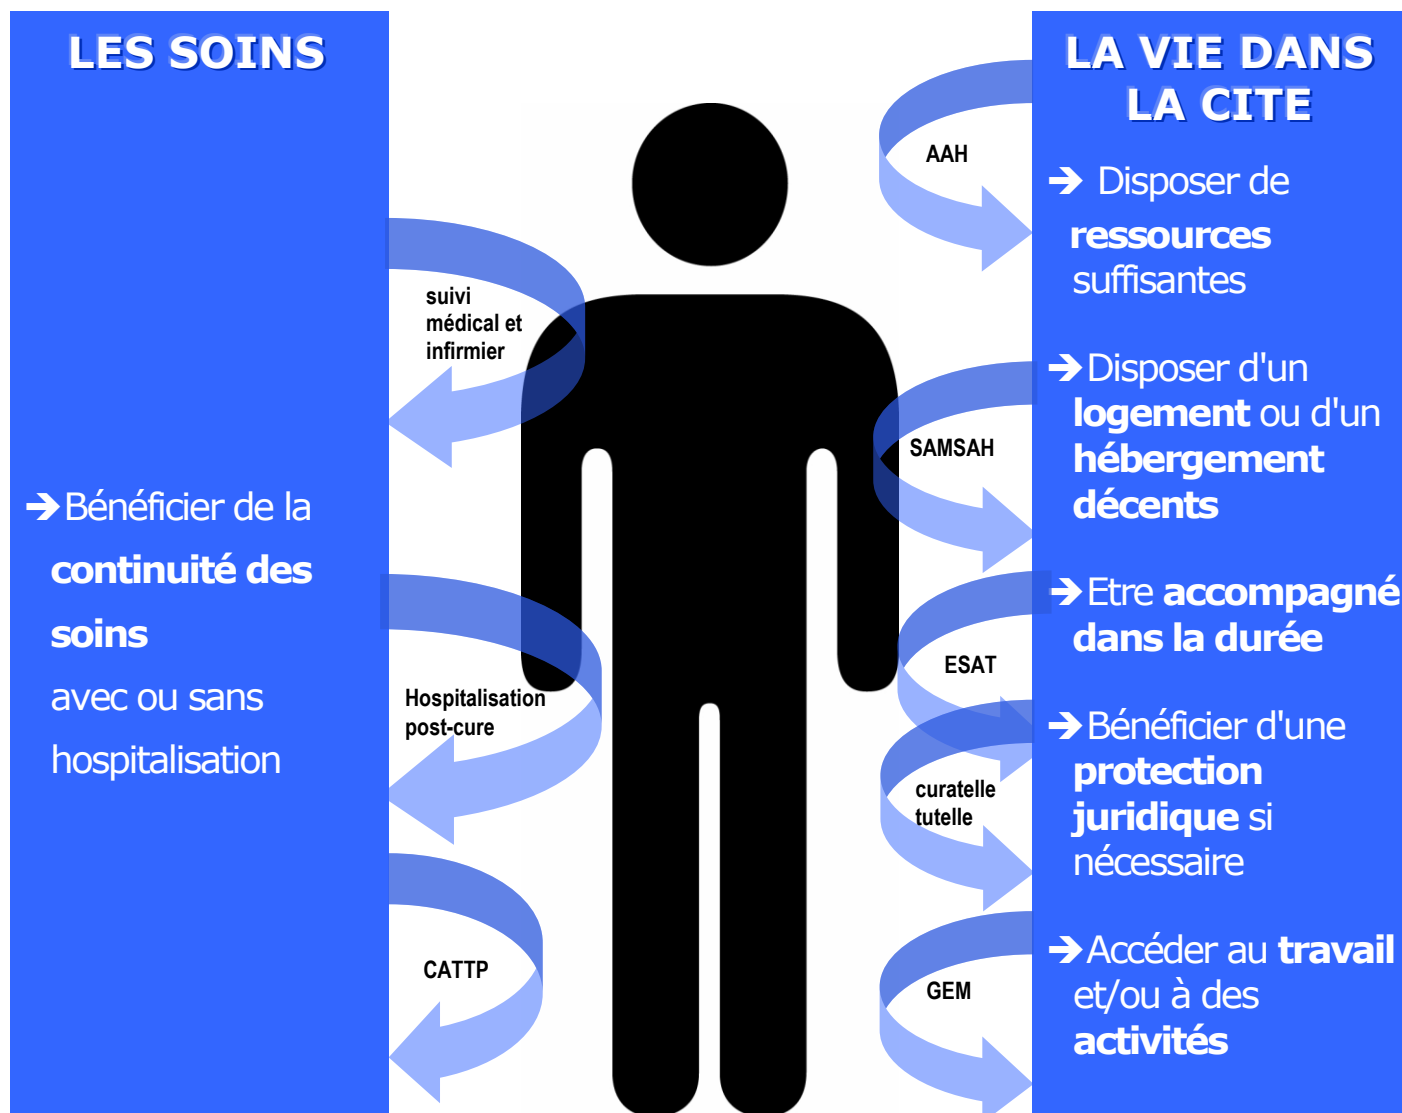 LES SOINS
➔Bénéficier de la
continuité des
soins
avec ou sans
hospitalisation
suivi
médical et
infirmier
Hospitalisation
post-cure
CATTP
AAH
SAMSAH
ESAT
curatelle
tutelle
GEM
LA VIE DANS
LA CITE
➔ Disposer de
ressources
suffisantes
➔Disposer d'un
logement ou d'un
hébergement
décents
➔Etre accompagné
dans la durée
➔Bénéficier d'une
protection
juridique si
nécessaire
➔Accéder au travail
et/ou à des
activités